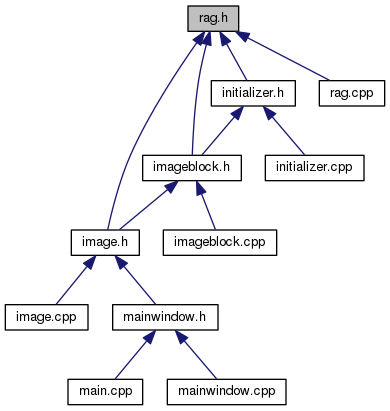 rag.h
initializer.h
rag.cpp
imageblock.h
initializer.cpp
image.h
imageblock.cpp
image.cpp
mainwindow.h
main.cpp
mainwindow.cpp